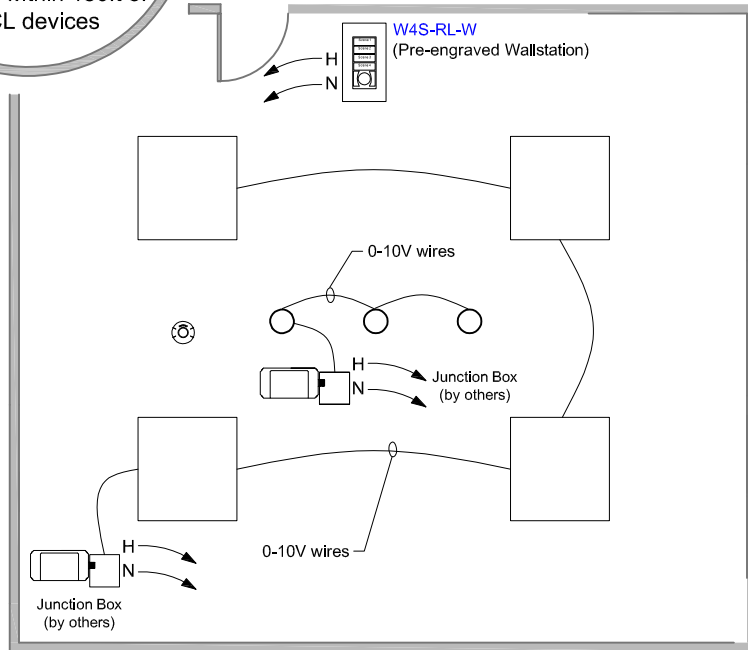 CL devices
W4S-RL-W
(Pre-engraved Wallstation)
H
N
0-10V wires
H
N
Junction Box
(by others)
0-10V wires
H
N
Junction Box
(by others)